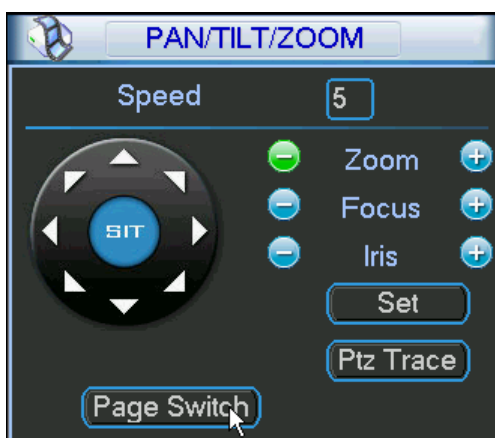 PAN/TILT/ZOOM
Speed 5
Zoom
SIT Focus
Iris
Set
Ptz Trace
Page Switch